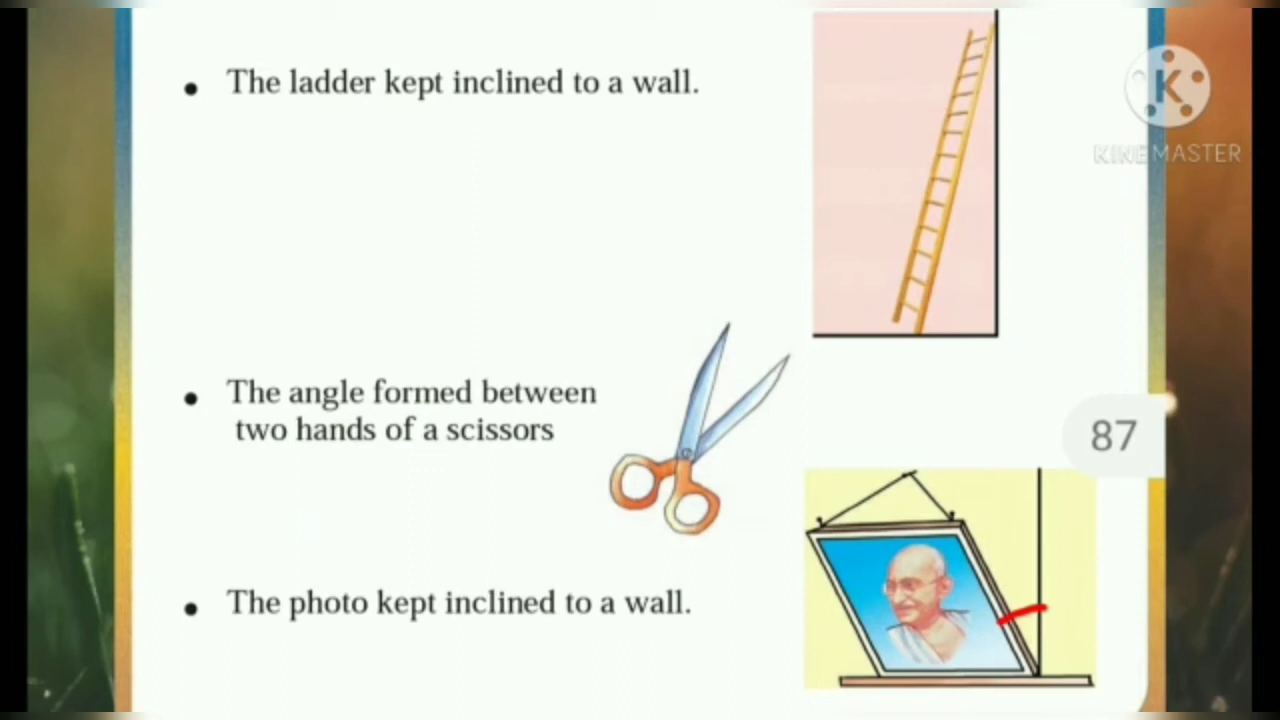 • The ladder kept inclined to a wall.
K
KINEMASTER
• The angle formed between
two hands of a scissors
87
• The photo kept inclined to a wall.